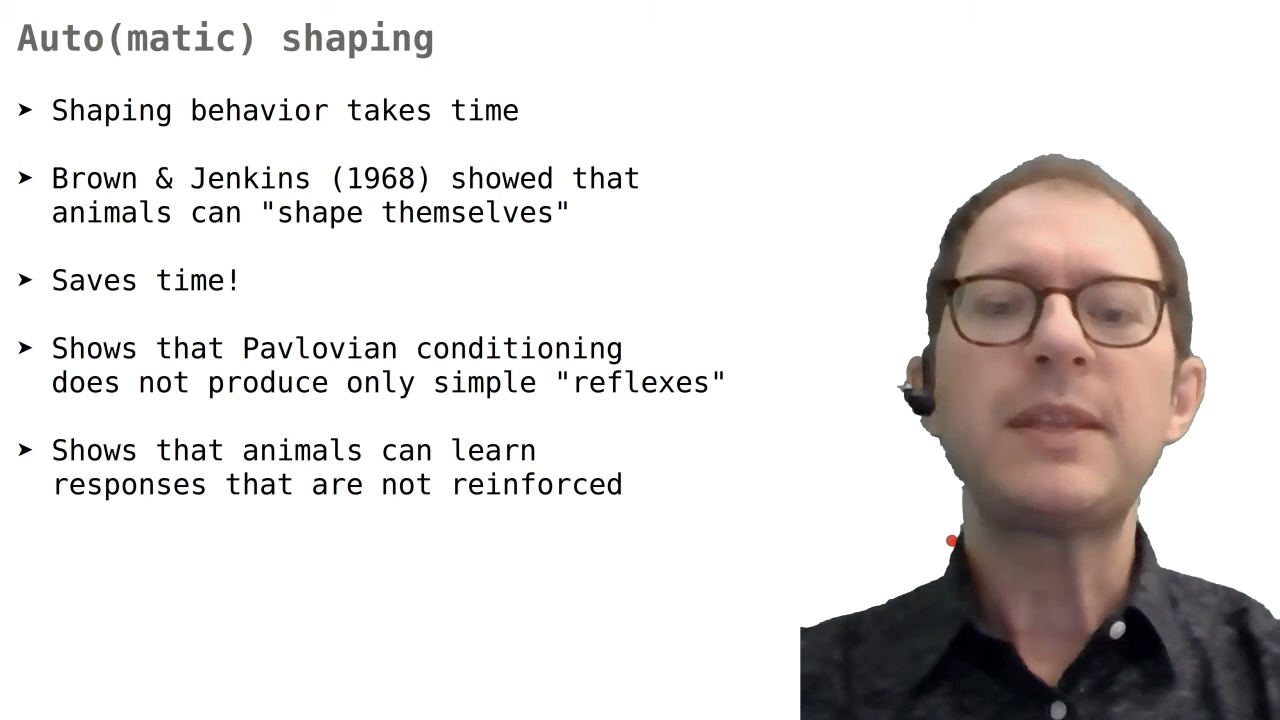 Auto(matic) shaping
➤ Shaping behavior takes time
➤ Brown & Jenkins (1968) showed that
animals can "shape themselves"
➤ Saves time!
➤ Shows that Pavlovian conditioning
does not produce only simple "reflexes"
➤ Shows that animals can learn
responses that are not reinforced